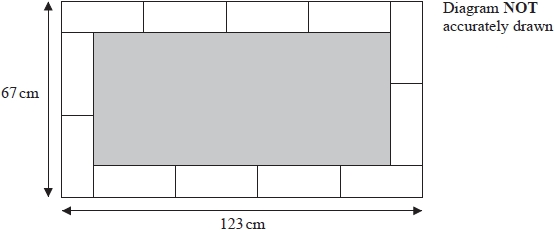 Diagram NOT
accurately drawn
67 cm
123 cm